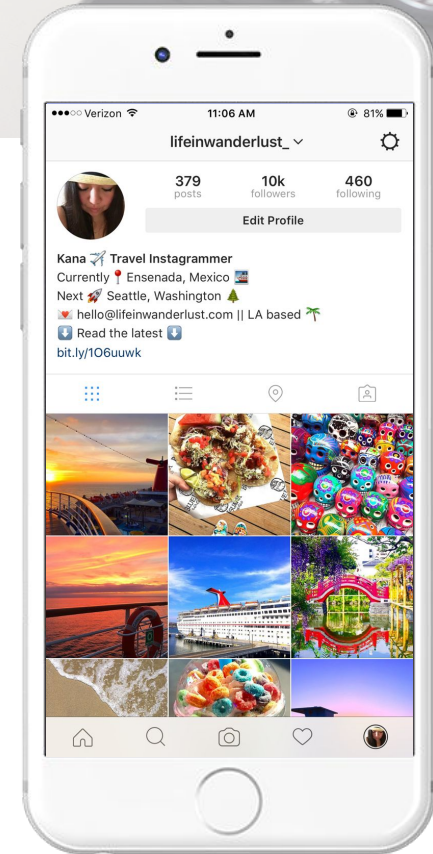 Verizon 11:06 AM 81%
lifeinwanderlust_
379 10k 460
posts followers following
Edit Profile
Kana ✈️ Travel Instagrammer
Currently 📍 Ensenada, Mexico 🌅
Next 🚀 Seattle, Washington 🌲
💌 hello@lifeinwanderlust.com || LA based 🌴
⬇️ Read the latest ⬇️
bit.ly/1O6uuwk